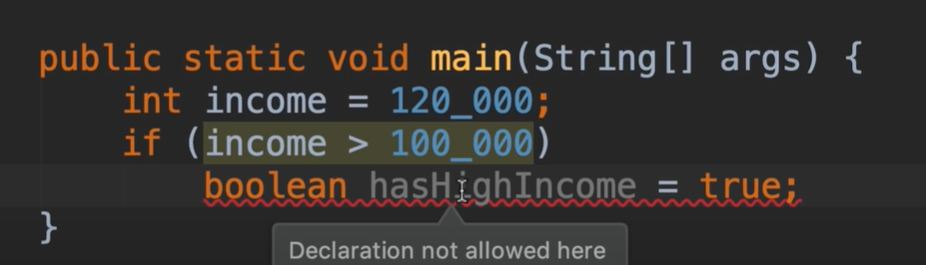 public static void main(String[] args) {
int income = 120_000;
if (income > 100_000)
boolean hasHighIncome = true;
}
Declaration not allowed here